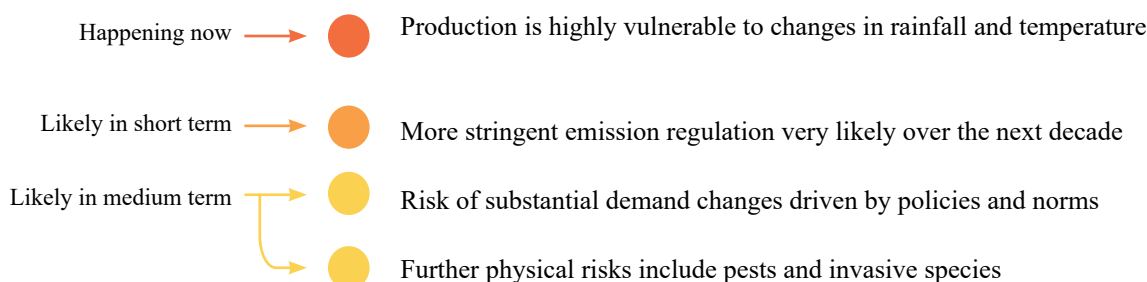 Happening now
Production is highly vulnerable to changes in rainfall and temperature
Likely in short term
More stringent emission regulation very likely over the next decade
Likely in medium term
Risk of substantial demand changes driven by policies and norms
Further physical risks include pests and invasive species